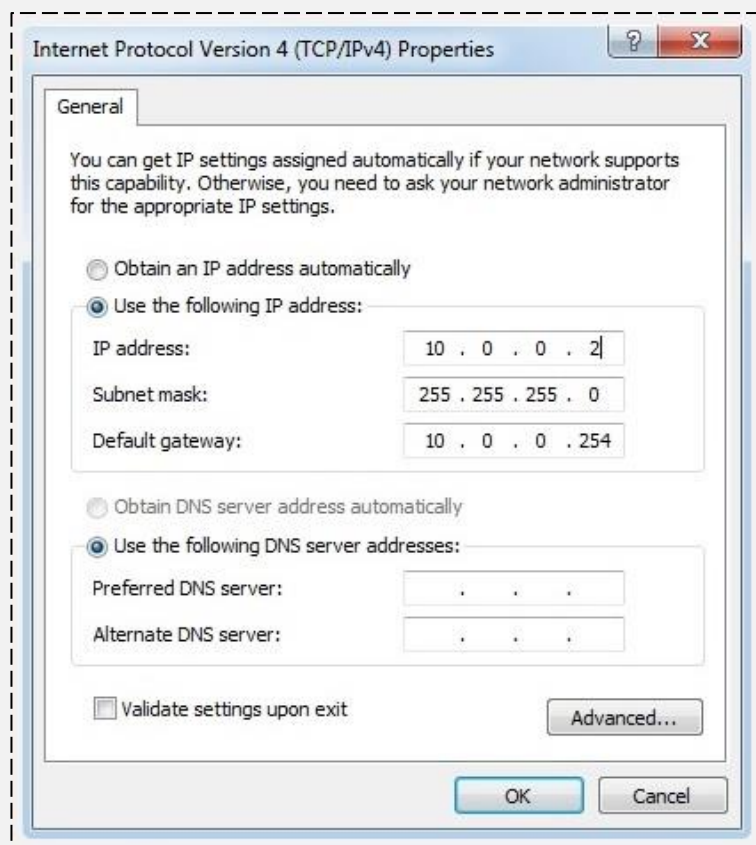 Internet Protocol Version 4 (TCP/IPv4) Properties
General
You can get IP settings assigned automatically if your network supports
this capability. Otherwise, you need to ask your network administrator
for the appropriate IP settings.
Obtain an IP address automatically
Use the following IP address:
IP address: 10 . 0 . 0 . 2
Subnet mask: 255 . 255 . 255 . 0
Default gateway: 10 . 0 . 0 . 254
Obtain DNS server address automatically
Use the following DNS server addresses:
Preferred DNS server: . . .
Alternate DNS server: . . .
Validate settings upon exit
Advanced...
OK Cancel